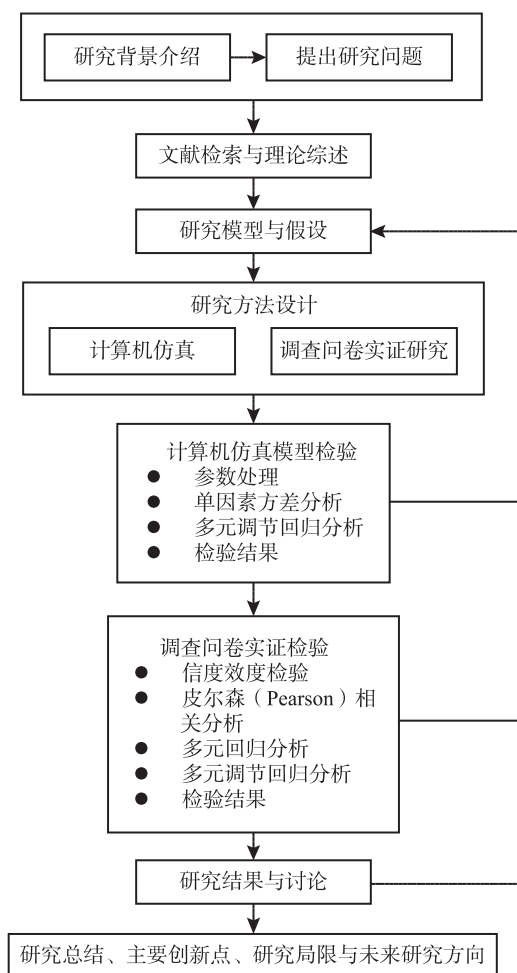 研究背景介绍
提出研究问题
文献检索与理论综述
研究模型与假设
研究方法设计
计算机仿真
调查问卷实证研究
计算机仿真模型检验
● 参数处理
● 单因素方差分析
● 多元调节回归分析
● 检验结果
调查问卷实证检验
● 信度效度检验
● 皮尔森（Pearson）相
关分析
● 多元回归分析
● 多元调节回归分析
● 检验结果
研究结果与讨论
研究总结、主要创新点、研究局限与未来研究方向